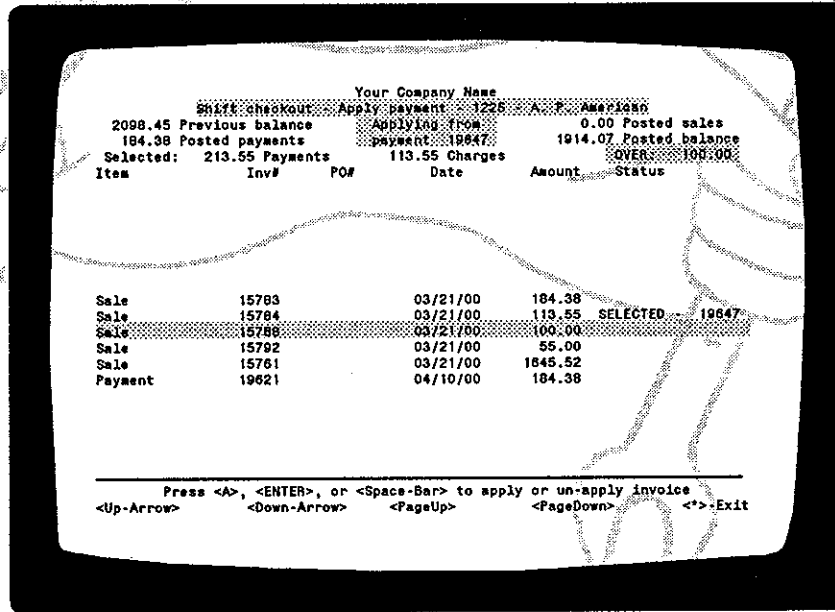 Your Company Name
Shift checkout - Apply payment - 1225 - A. P. American
2098.45 Previous balance Applying from 0.00 Posted sales
184.38 Posted payments payment: 19647 1914.07 Posted balance
Selected: 213.55 Payments 113.55 Charges OVER: 100.00
Item Inv# PO# Date Amount Status
Sale 15783 03/21/00 184.38
Sale 15784 03/21/00 113.55 SELECTED - 19647
Sale 15788 03/21/00 100.00
Sale 15792 03/21/00 55.00
Sale 15761 03/21/00 1645.52
Payment 19621 04/10/00 184.38
Press <A>, <ENTER>, or <Space-Bar> to apply or un-apply invoice
<Up-Arrow> <Down-Arrow> <PageUp> <PageDown> <*>-Exit